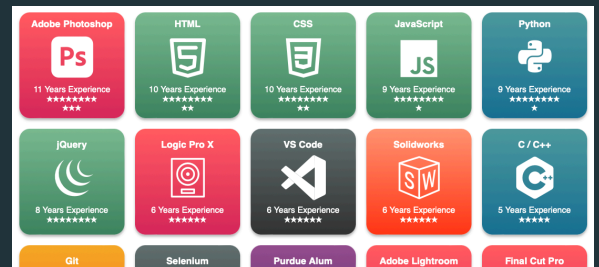 Adobe Photoshop
Ps
11 Years Experience
★★★★★★★★
★★★
HTML
5
10 Years Experience
★★★★★★★★
★★
CSS
3
10 Years Experience
★★★★★★★★
★★
JavaScript
JS
9 Years Experience
★★★★★★★★
★
Python
9 Years Experience
★★★★★★★★
★
jQuery
8 Years Experience
★★★★★★★★
Logic Pro X
6 Years Experience
★★★★★★
VS Code
6 Years Experience
★★★★★★
Solidworks
SW
6 Years Experience
★★★★★★
C / C++
C++
5 Years Experience
★★★★★
Git
Selenium
Purdue Alum
Adobe Lightroom
Final Cut Pro